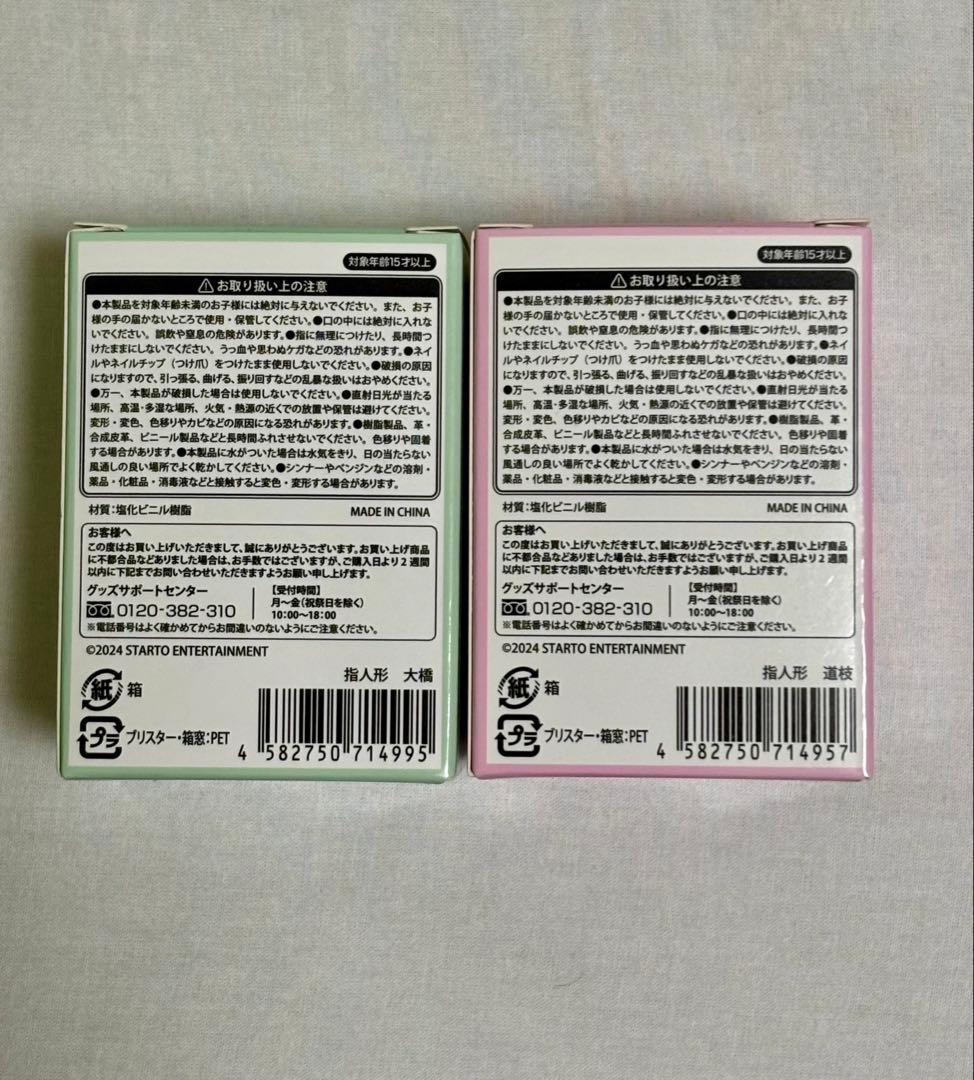 対象年齢15才以上
⚠お取り扱い上の注意
●本製品を対象年齢未満のお子様には絶対に与えないでください。また、お子
様の手の届かないところで使用・保管してください。●口の中には絶対に入れな
いでください。誤飲や窒息の危険があります。●指に無理につけたり、長時間つ
けたままにしないでください。うっ血や思わぬケガなどの恐れがあります。●ネイ
ルやネイルチップ（つけ爪）をつけたまま使用しないでください。●破損の原因
になりますので、引っ張る、曲げる、振り回すなどの乱暴な扱いはおやめください。
●万一、本製品が破損した場合は使用しないでください。●直射日光が当たる
場所、高温・多湿な場所、火気・熱源の近くでの放置や保管は避けてください。
変形・変色、色移りやカビなどの原因になる恐れがあります。●樹脂製品、革・
合成皮革、ビニール製品などと長時間ふれさせないでください。色移りや固着
する場合があります。●本製品に水がついた場合は水気をきり、日の当たらない
風通しの良い場所でよく乾かしてください。●シンナーやベンジンなどの溶剤・
薬品・化粧品・消毒液などと接触すると変色・変形する場合があります。
材質：塩化ビニル樹脂 MADE IN CHINA
お客様へ
この度はお買い上げいただきまして、誠にありがとうございます。お買い上げ商品
に不都合品などありました場合は、お手数ではございますが、ご購入日より2週間
以内に下記までお問い合わせいただきますようお願い申し上げます。
グッズサポートセンター
0120-382-310
【受付時間】
月～金（祝祭日を除く）
10：00～18：00
※電話番号はよく確かめてからお間違いのないようにご注意ください。
©2024 STARTO ENTERTAINMENT
指人形 大橋
紙 箱
プラ ブリスター・箱窓：PET
4 582750 714995
対象年齢15才以上
⚠お取り扱い上の注意
●本製品を対象年齢未満のお子様には絶対に与えないでください。また、お子
様の手の届かないところで使用・保管してください。●口の中には絶対に入れな
いでください。誤飲や窒息の危険があります。●指に無理につけたり、長時間つ
けたままにしないでください。うっ血や思わぬケガなどの恐れがあります。●ネイ
ルやネイルチップ（つけ爪）をつけたまま使用しないでください。●破損の原因
になりますので、引っ張る、曲げる、振り回すなどの乱暴な扱いはおやめください。
●万一、本製品が破損した場合は使用しないでください。●直射日光が当たる
場所、高温・多湿な場所、火気・熱源の近くでの放置や保管は避けてください。
変形・変色、色移りやカビなどの原因になる恐れがあります。●樹脂製品、革・
合成皮革、ビニール製品などと長時間ふれさせないでください。色移りや固着
する場合があります。●本製品に水がついた場合は水気をきり、日の当たらない
風通しの良い場所でよく乾かしてください。●シンナーやベンジンなどの溶剤・
薬品・化粧品・消毒液などと接触すると変色・変形する場合があります。
材質：塩化ビニル樹脂 MADE IN CHINA
お客様へ
この度はお買い上げいただきまして、誠にありがとうございます。お買い上げ商品
に不都合品などありました場合は、お手数ではございますが、ご購入日より2週間
以内に下記までお問い合わせいただきますようお願い申し上げます。
グッズサポートセンター
0120-382-310
【受付時間】
月～金（祝祭日を除く）
10：00～18：00
※電話番号はよく確かめてからお間違いのないようにご注意ください。
©2024 STARTO ENTERTAINMENT
指人形 道枝
紙 箱
プラ ブリスター・箱窓：PET
4 582750 714957